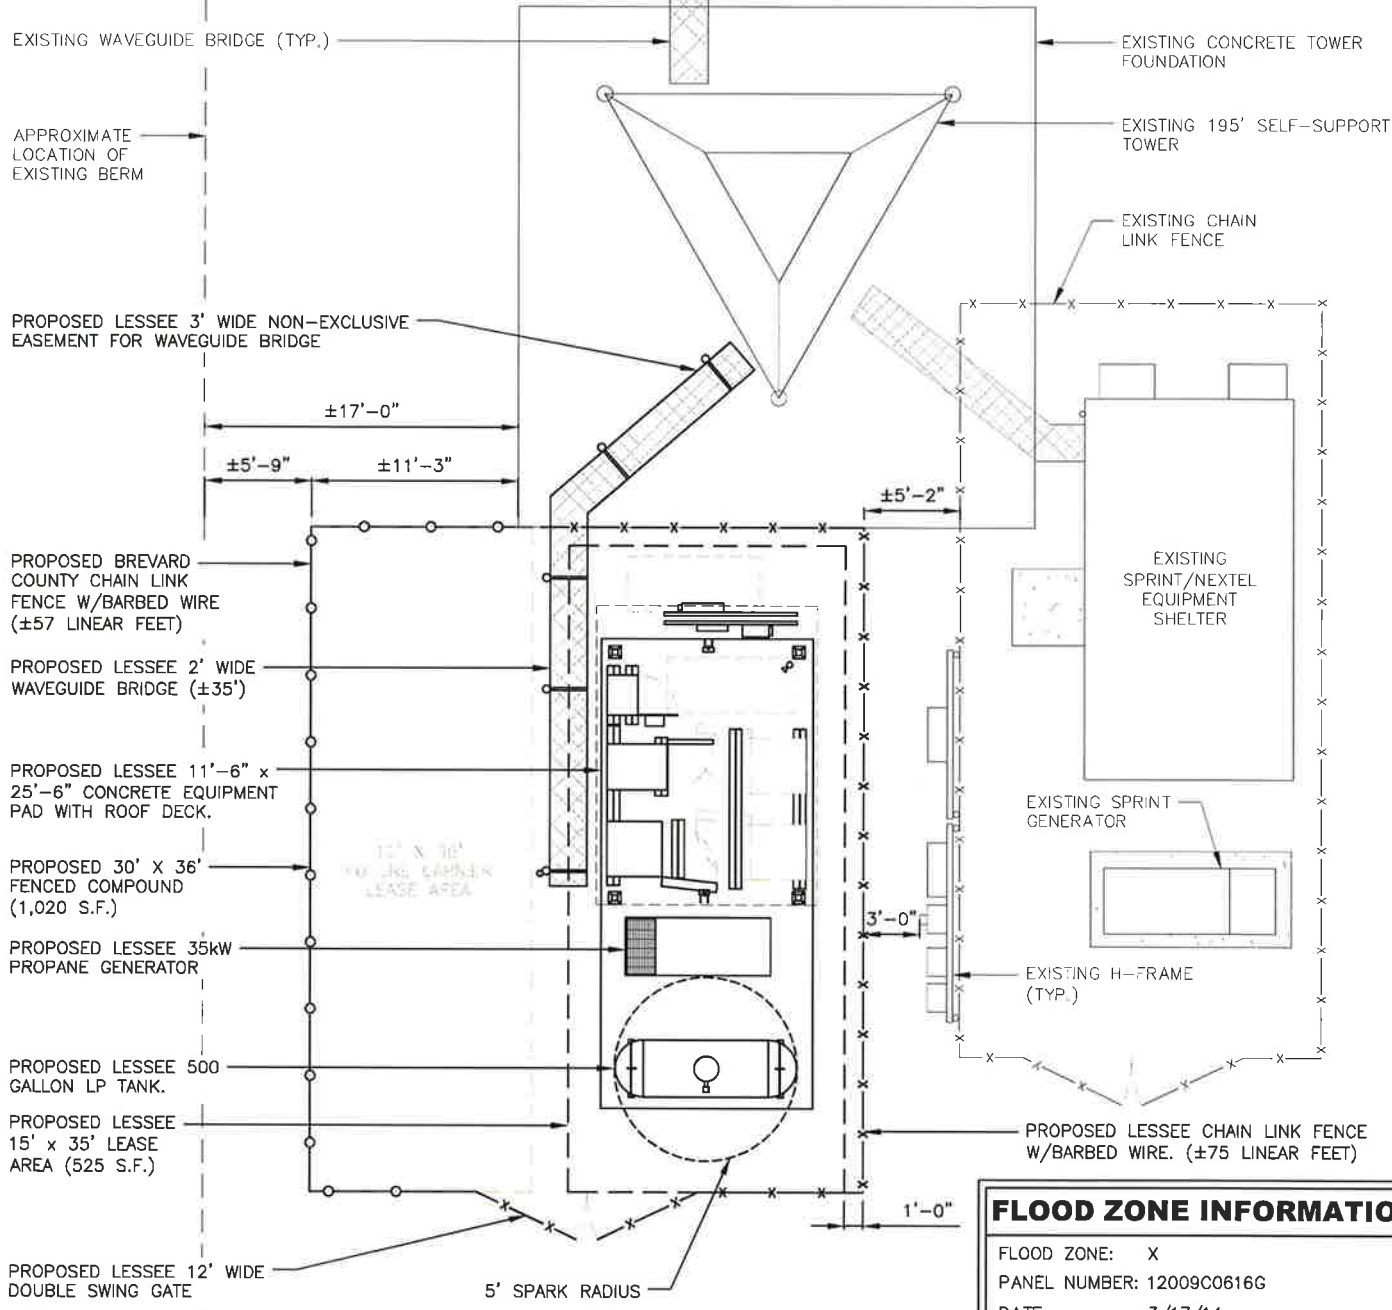 EXISTING WAVEGUIDE BRIDGE (TYP.)
EXISTING CONCRETE TOWER
FOUNDATION
APPROXIMATE
LOCATION OF
EXISTING BERM
EXISTING 195' SELF-SUPPORT
TOWER
EXISTING CHAIN
LINK FENCE
PROPOSED LESSEE 3' WIDE NON-EXCLUSIVE
EASEMENT FOR WAVEGUIDE BRIDGE
±17'-0"
±5'-9"
±11'-3"
±5'-2"
PROPOSED BREVARD
COUNTY CHAIN LINK
FENCE W/BARBED WIRE
(±57 LINEAR FEET)
EXISTING
SPRINT/NEXTEL
EQUIPMENT
SHELTER
PROPOSED LESSEE 2' WIDE
WAVEGUIDE BRIDGE (±35')
PROPOSED LESSEE 11'-6" x
25'-6" CONCRETE EQUIPMENT
PAD WITH ROOF DECK.
EXISTING SPRINT
GENERATOR
LEASE AREA
PROPOSED 30' X 36'
FENCED COMPOUND
(1,020 S.F.)
3'-0"
PROPOSED LESSEE 35kW
PROPANE GENERATOR
EXISTING H-FRAME
(TYP.)
PROPOSED LESSEE 500
GALLON LP TANK.
PROPOSED LESSEE
15' x 35' LEASE
AREA (525 S.F.)
PROPOSED LESSEE CHAIN LINK FENCE
W/BARBED WIRE. (±75 LINEAR FEET)
1'-0"
PROPOSED LESSEE 12' WIDE
DOUBLE SWING GATE
5' SPARK RADIUS
FLOOD ZONE INFORMATIO
FLOOD ZONE: X
PANEL NUMBER: 12009C0616G
DATE 3/17/14